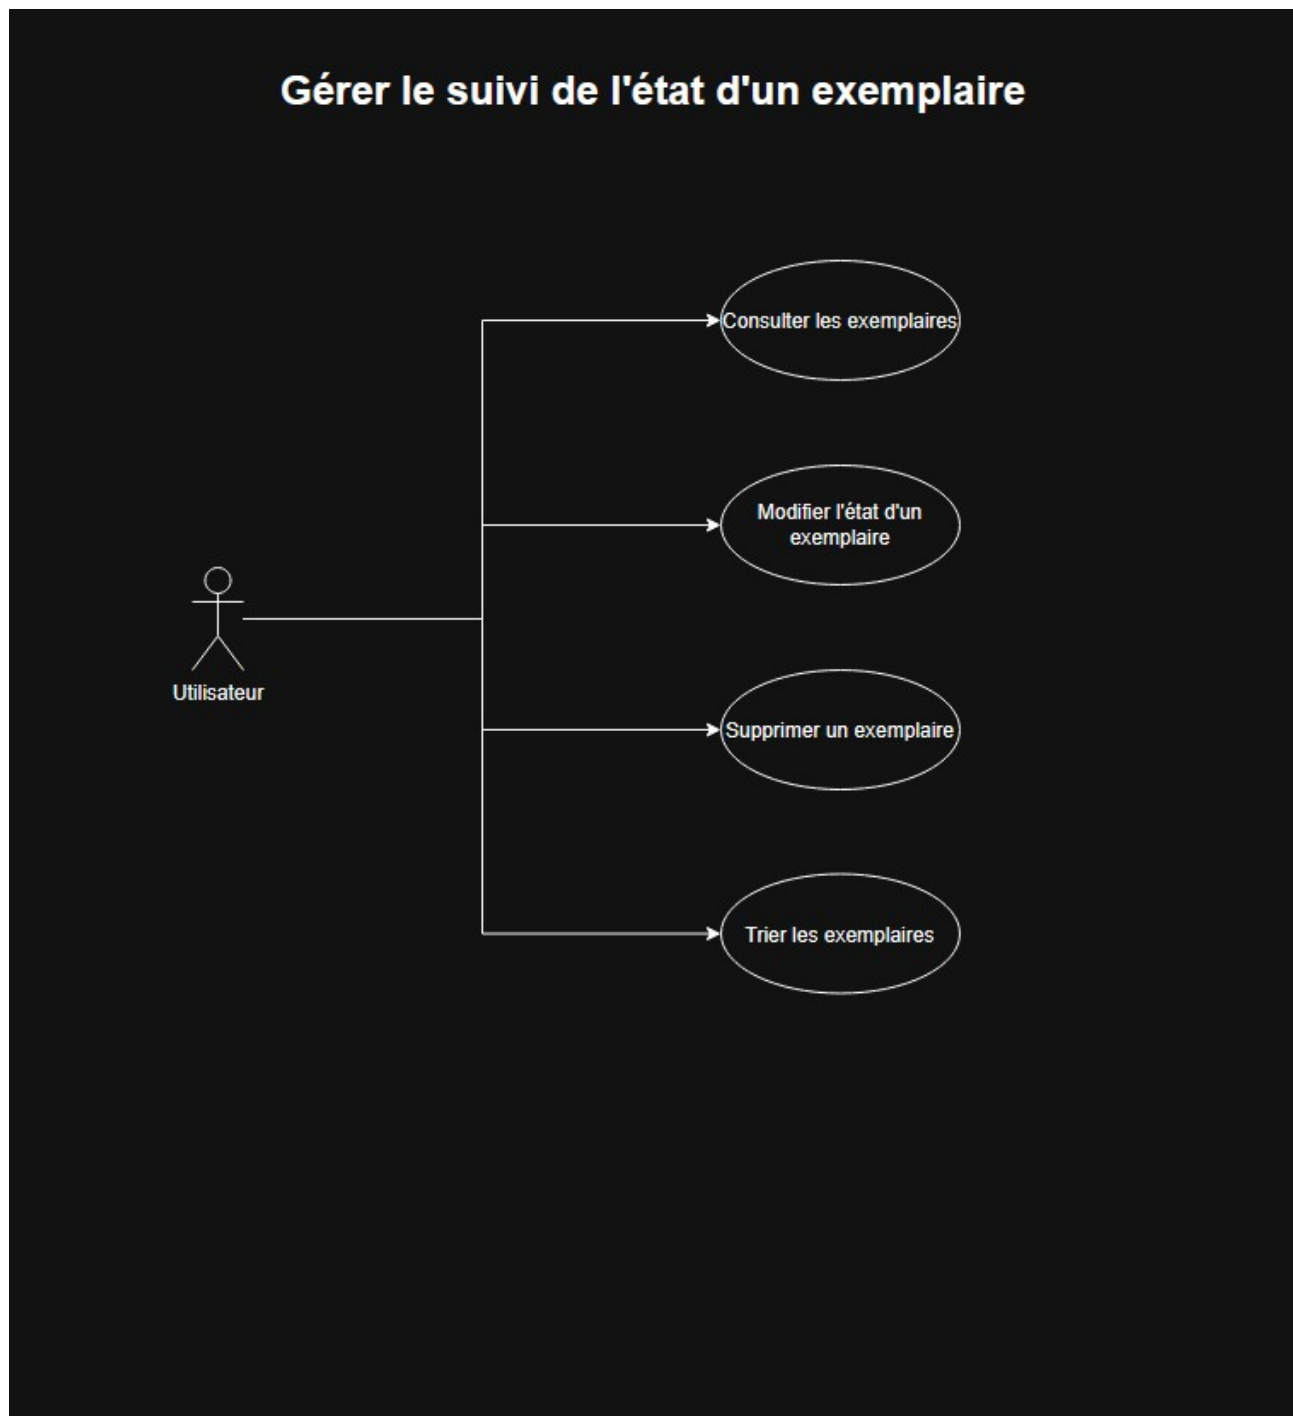 Gérer le suivi de l'état d'un exemplaire
Consulter les exemplaires
Modifier l'état d'un
exemplaire
Utilisateur
Supprimer un exemplaire
Trier les exemplaires